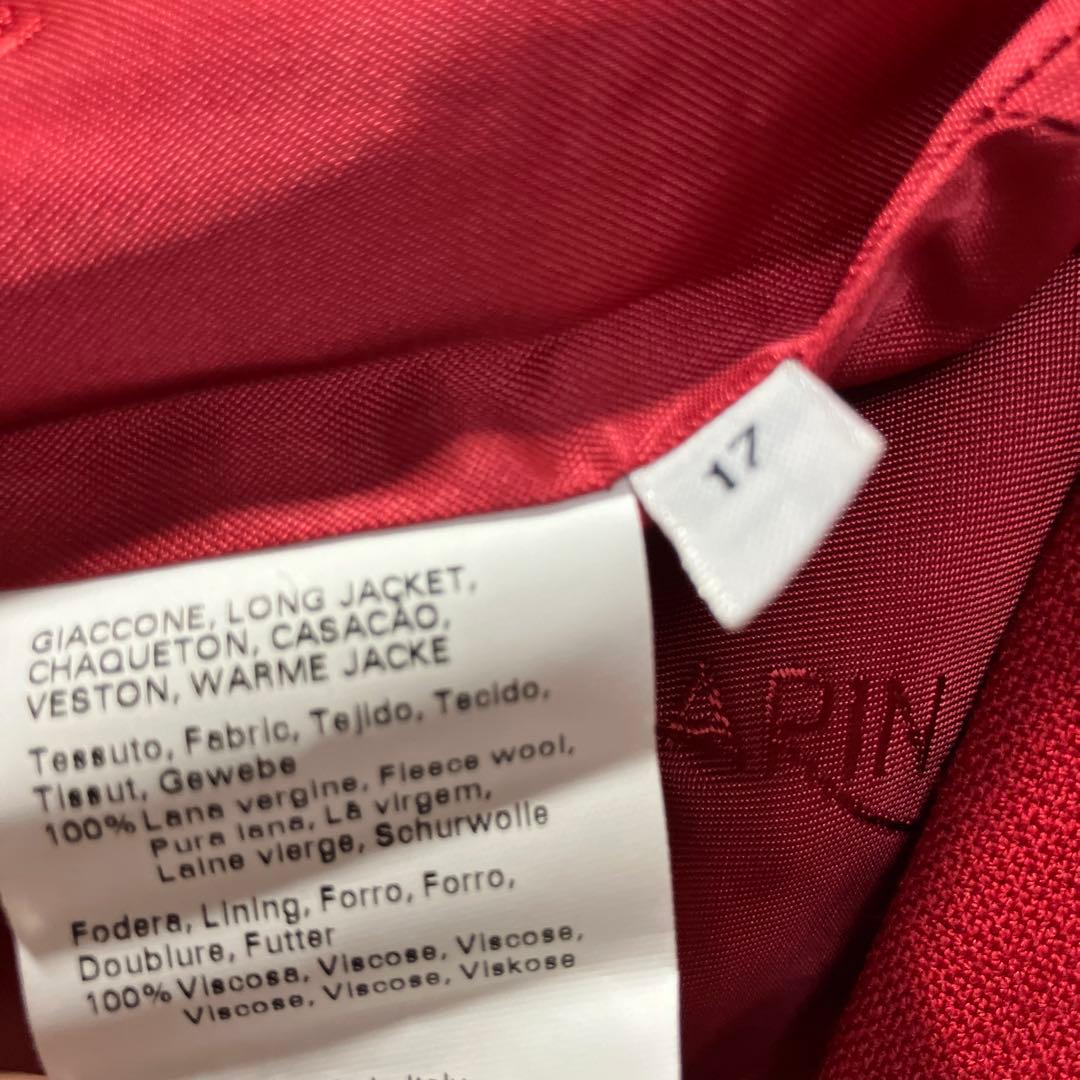 17
GIACCONE, LONG JACKET,
CHAQUETON, CASACÃO,
VESTON, WARME JACKE
Tessuto, Fabric, Tejido, Tecido,
Tissut, Gewebe
100% Lana vergine, Fleece wool,
Pura lana, Lã virgem,
Laine vierge, Schurwolle
Fodera, Lining, Forro, Forro,
Doublure, Futter
100% Viscosa, Viscose, Viscose,
Viscose, Viscose, Viskose
ARIN